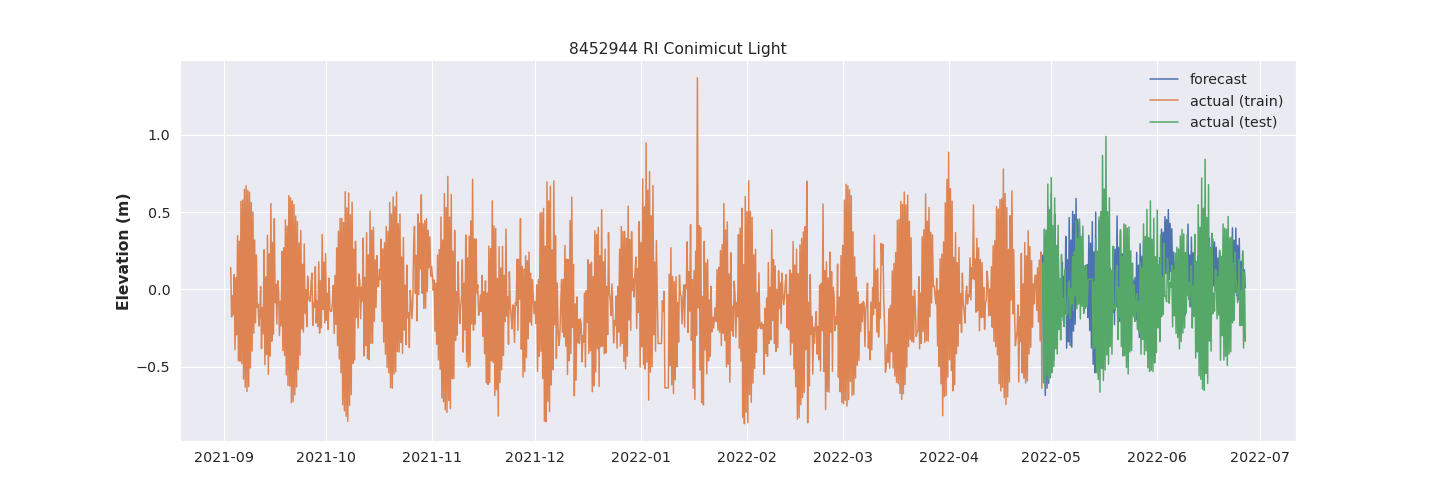 8452944 RI Conimicut Light
forecast
actual (train)
actual (test)
Elevation (m)
1.0
0.5
0.0
−0.5
2021-09 2021-10 2021-11 2021-12 2022-01 2022-02 2022-03 2022-04 2022-05 2022-06 2022-07